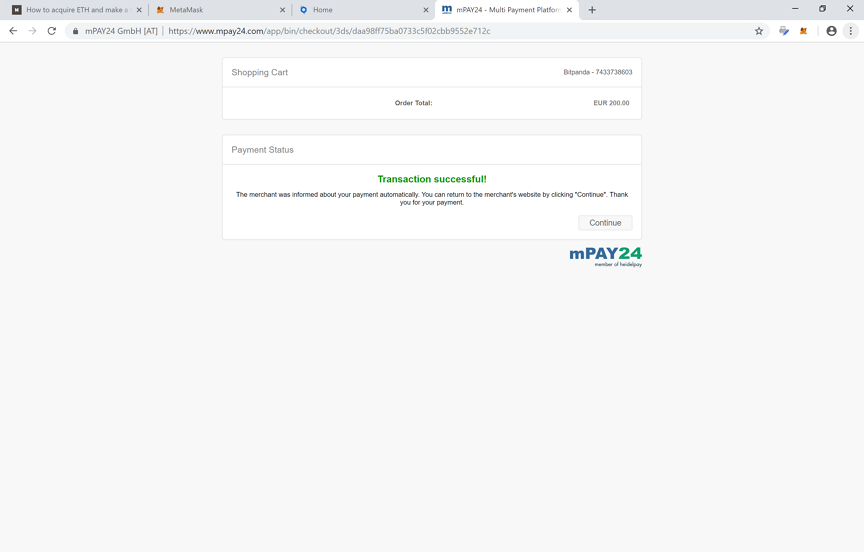 How to acquire ETH and make a
MetaMask
Home
mPAY24 - Multi Payment Platform
mPAY24 GmbH [AT] | https://www.mpay24.com/app/bin/checkout/3ds/daa98ff75ba0733c5f02cbb9552e712c
Shopping Cart
Bitpanda - 7433738603
Order Total:
EUR 200.00
Payment Status
Transaction successful!
The merchant was informed about your payment automatically. You can return to the merchant's website by clicking "Continue". Thank
you for your payment.
Continue
mPAY24
member of heidelpay